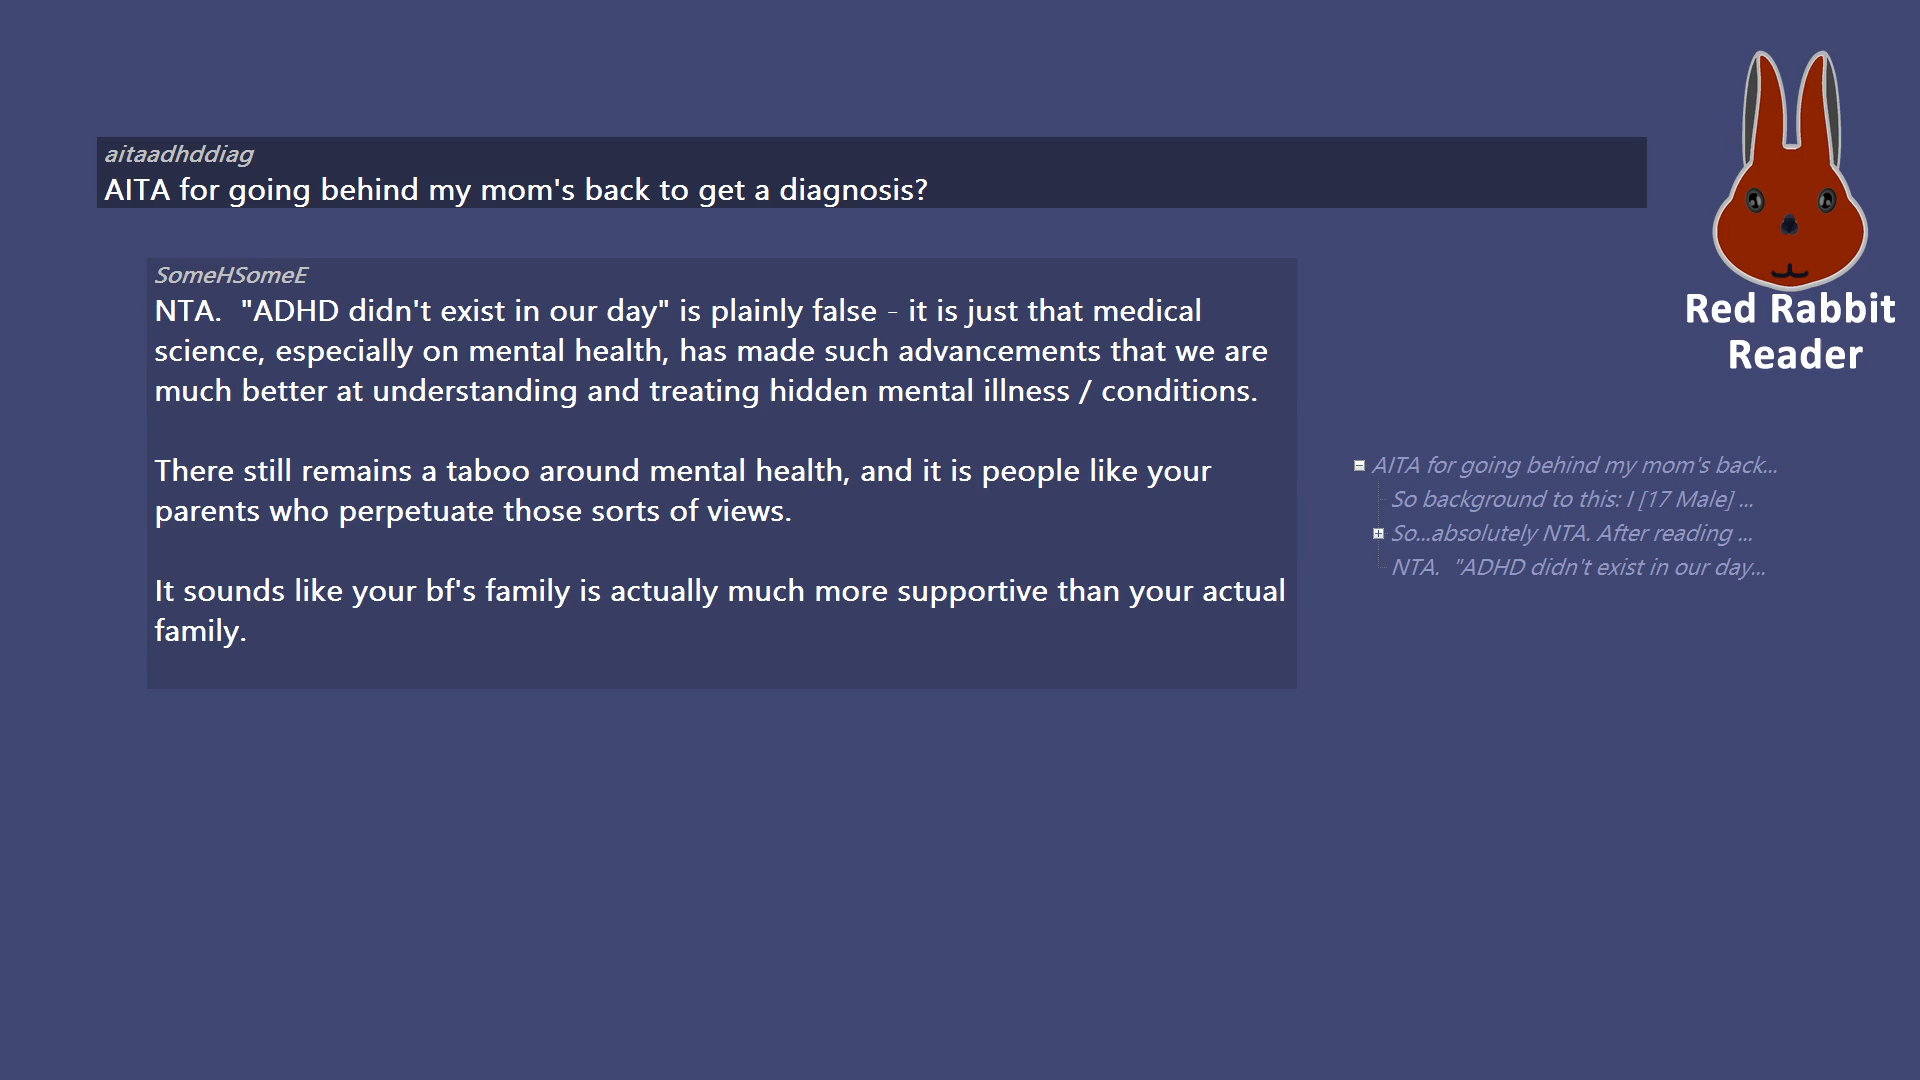 aitaadhddiag
AITA for going behind my mom's back to get a diagnosis?
SomeHSomeE
NTA.  "ADHD didn't exist in our day" is plainly false - it is just that medical
science, especially on mental health, has made such advancements that we are
much better at understanding and treating hidden mental illness / conditions.
There still remains a taboo around mental health, and it is people like your
parents who perpetuate those sorts of views.
It sounds like your bf's family is actually much more supportive than your actual
family.
Red Rabbit
Reader
AITA for going behind my mom's back...
So background to this: I [17 Male] ...
So...absolutely NTA. After reading ...
NTA.  "ADHD didn't exist in our day...